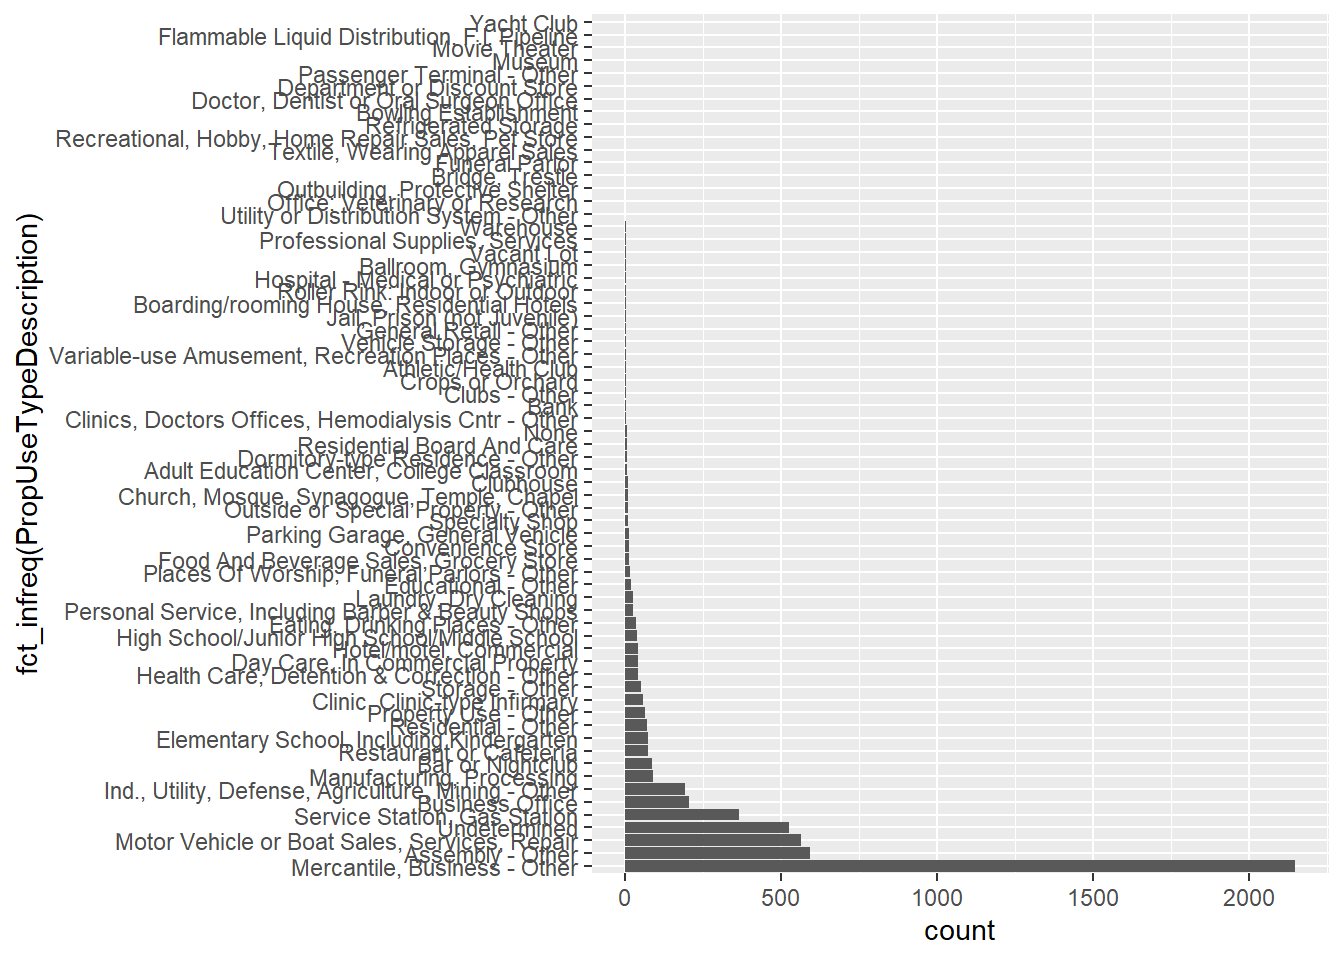 Yacht Club
Flammable Liquid Distribution, F.l. Pipeline
Movie Theater
Museum
Passenger Terminal - Other
Department or Discount Store
Doctor, Dentist or Oral Surgeon Office
Bowling Establishment
Refrigerated Storage
Recreational, Hobby, Home Repair Sales, Pet Store
Textile, Wearing Apparel Sales
Funeral Parlor
Bridge, Trestle
Outbuilding, Protective Shelter
Office: Veterinary or Research
Utility or Distribution System - Other
Warehouse
Professional Supplies, Services
Vacant Lot
Ballroom, Gymnasium
Hospital - Medical or Psychiatric
Roller Rink: Indoor or Outdoor
Boarding/rooming House, Residential Hotels
Jail, Prison (not Juvenile)
General Retail - Other
Vehicle Storage - Other
Variable-use Amusement, Recreation Places - Other
Athletic/Health Club
Crops or Orchard
Clubs - Other
Bank
Clinics, Doctors Offices, Hemodialysis Cntr - Other
None
Residential Board And Care
Dormitory-type Residence - Other
Adult Education Center, College Classroom
Clubhouse
Church, Mosque, Synagogue, Temple, Chapel
Outside or Special Property - Other
Specialty Shop
Parking Garage, General Vehicle
Convenience Store
Food And Beverage Sales, Grocery Store
Places Of Worship, Funeral Parlors - Other
Educational - Other
Laundry, Dry Cleaning
Personal Service, Including Barber & Beauty Shops
Eating, Drinking Places - Other
High School/Junior High School/Middle School
Hotel/motel, Commercial
Day Care, In Commercial Property
Health Care, Detention & Correction - Other
Storage - Other
Clinic, Clinic-type Infirmary
Property Use - Other
Residential - Other
Elementary School, Including Kindergarten
Restaurant or Cafeteria
Bar or Nightclub
Manufacturing, Processing
Ind., Utility, Defense, Agriculture, Mining - Other
Business Office
Service Station, Gas Station
Undetermined
Motor Vehicle or Boat Sales, Services, Repair
Assembly - Other
Mercantile, Business - Other
fct_infreq(PropUseTypeDescription)
0 500 1000 1500 2000
count